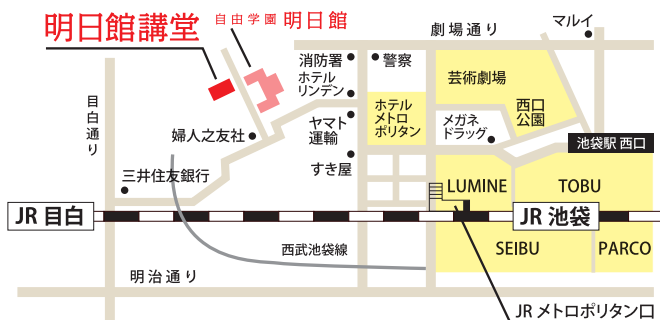 明日館講堂
自由学園 明日館
劇場通り
マルイ
消防署
警察
ホテル
リンデン
芸術劇場
目白通り
ホテル
メトロ
ポリタン
西口
公園
ヤマト
運輸
メガネ
ドラッグ
婦人之友社
池袋駅 西口
すき屋
三井住友銀行
LUMINE
TOBU
JR 目白
JR 池袋
西武池袋線
SEIBU
PARCO
明治通り
JR メトロポリタン口